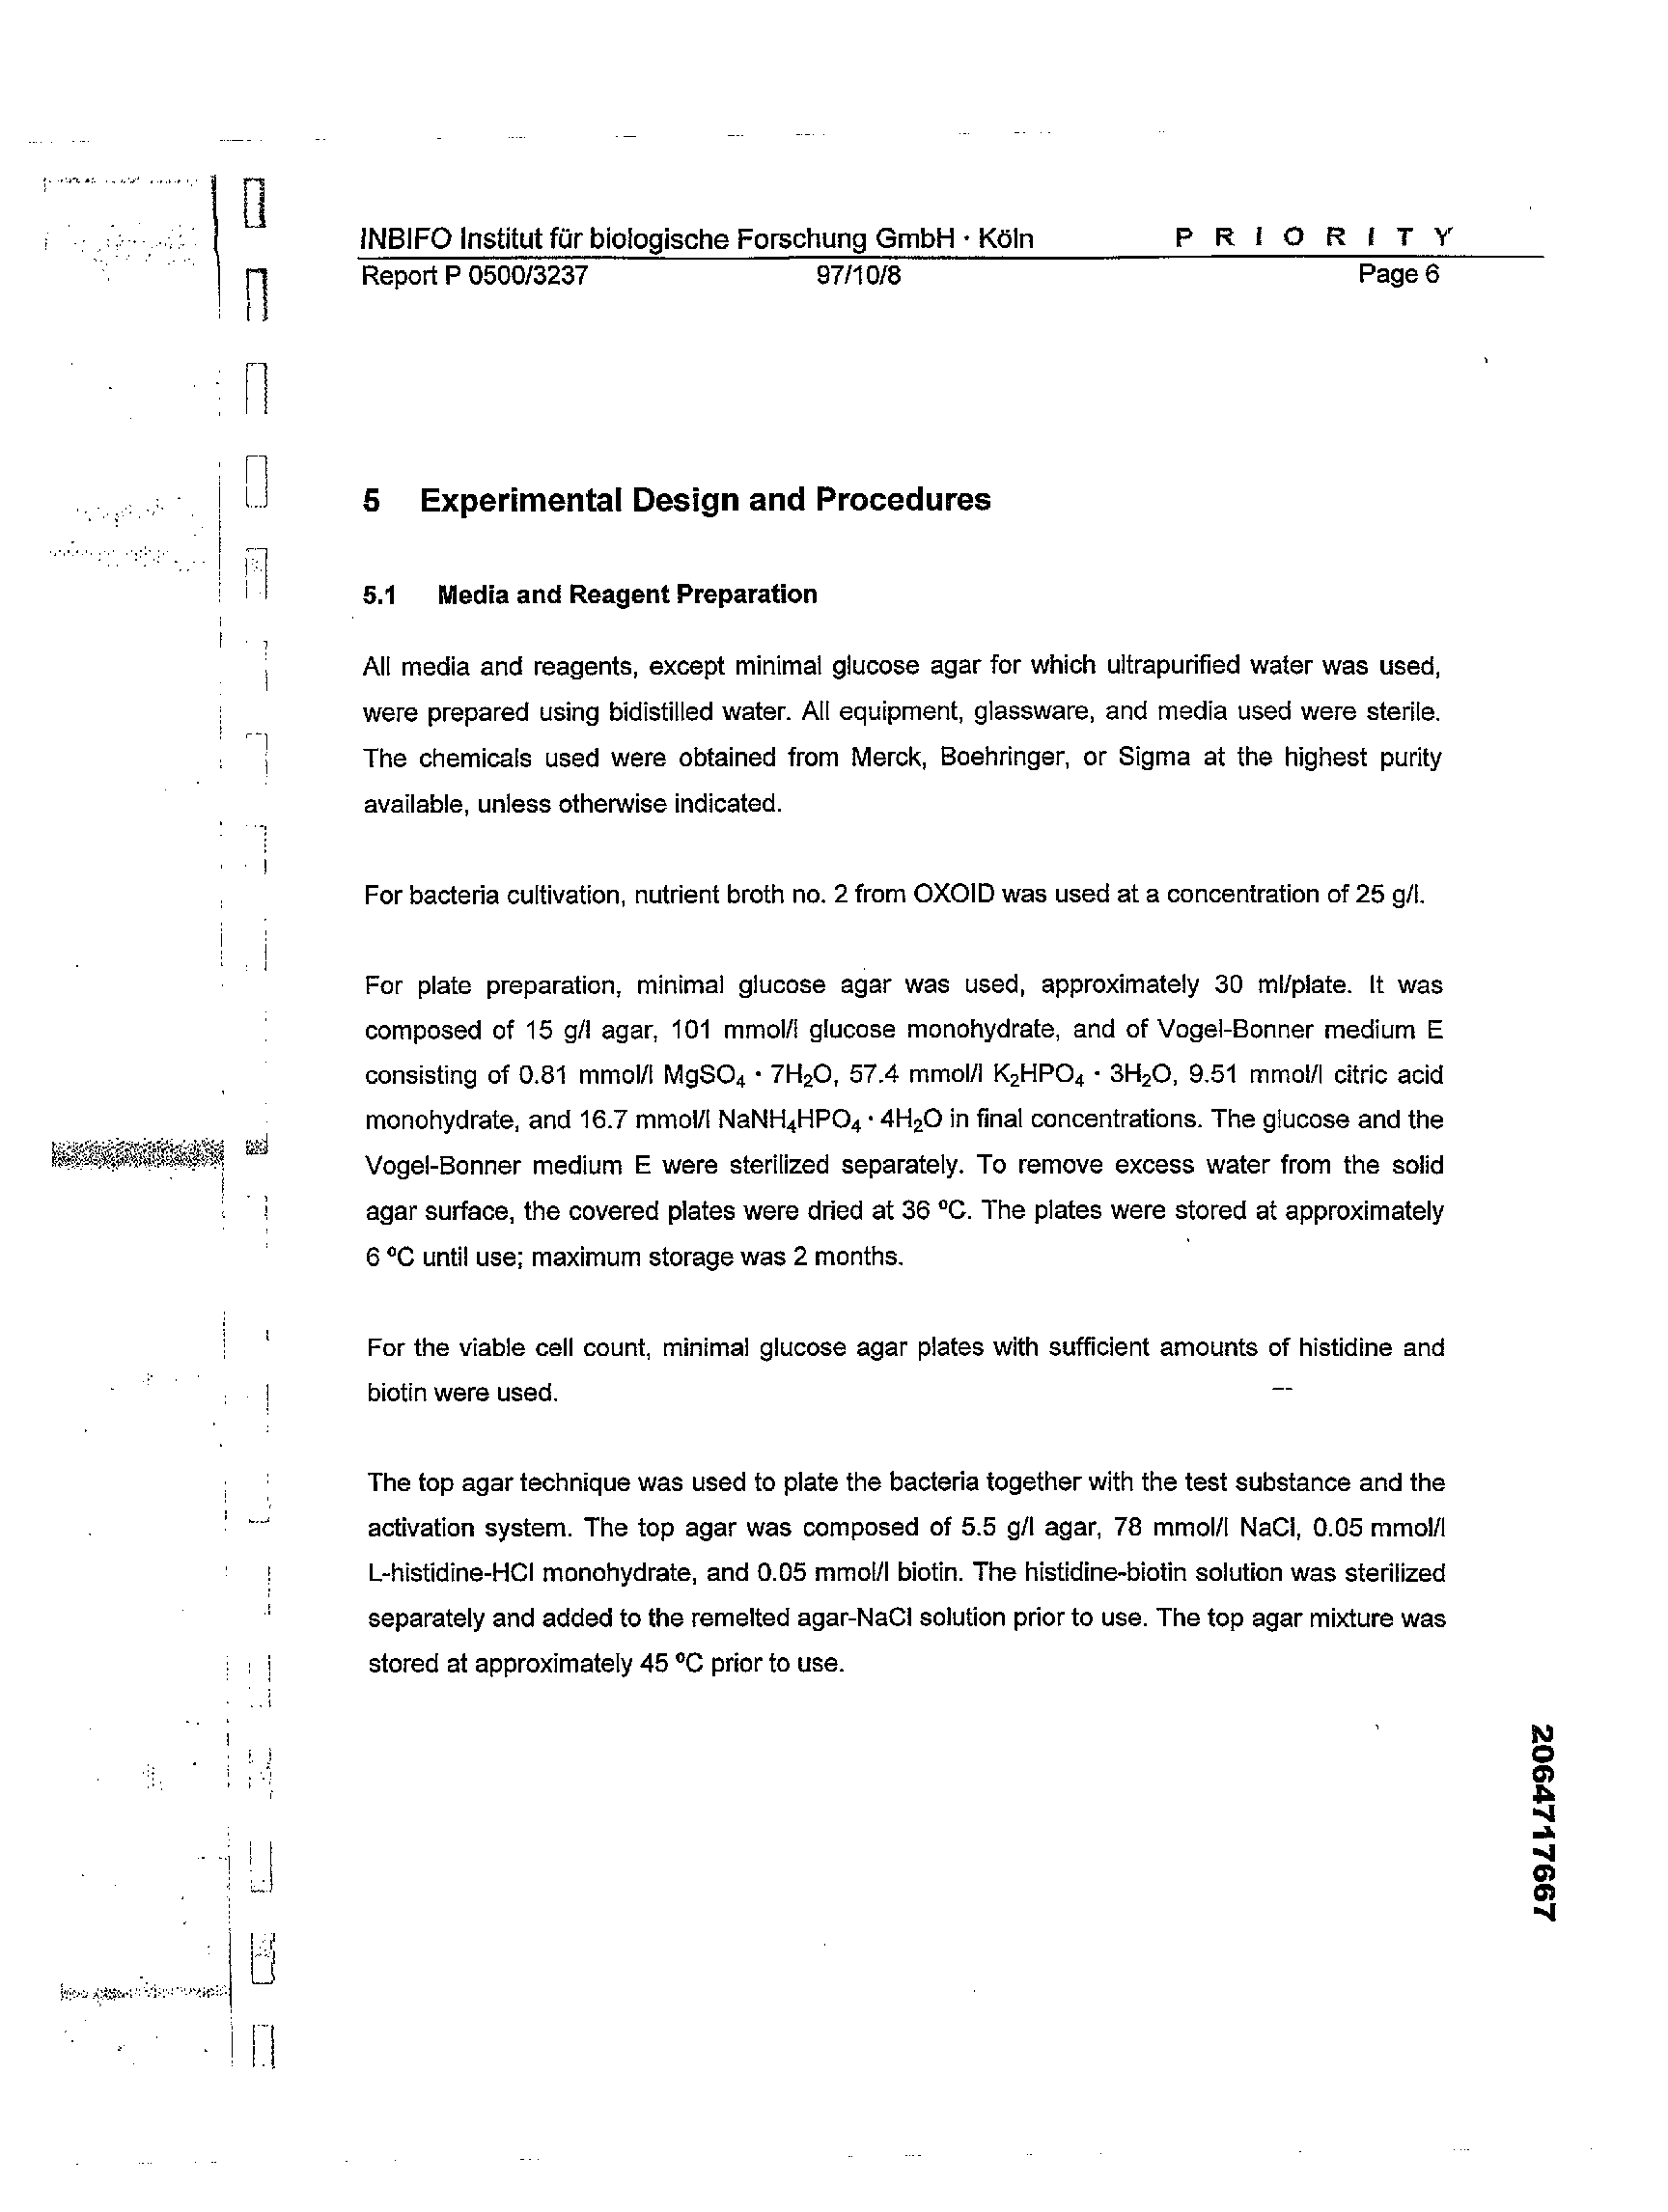 INBIFO Institut für biologische Forschung GmbH · Köln P R I O R I T Y
Report P 0500/3237 97/10/8 Page 6
5 Experimental Design and Procedures
5.1 Media and Reagent Preparation
All media and reagents, except minimal glucose agar for which ultrapurified water was used,
were prepared using bidistilled water. All equipment, glassware, and media used were sterile.
The chemicals used were obtained from Merck, Boehringer, or Sigma at the highest purity
available, unless otherwise indicated.
For bacteria cultivation, nutrient broth no. 2 from OXOID was used at a concentration of 25 g/l.
For plate preparation, minimal glucose agar was used, approximately 30 ml/plate. It was
composed of 15 g/l agar, 101 mmol/l glucose monohydrate, and of Vogel-Bonner medium E
consisting of 0.81 mmol/l MgSO₄ · 7H₂O, 57.4 mmol/l K₂HPO₄ · 3H₂O, 9.51 mmol/l citric acid
monohydrate, and 16.7 mmol/l NaNH₄HPO₄ · 4H₂O in final concentrations. The glucose and the
Vogel-Bonner medium E were sterilized separately. To remove excess water from the solid
agar surface, the covered plates were dried at 36 ºC. The plates were stored at approximately
6 ºC until use; maximum storage was 2 months.
For the viable cell count, minimal glucose agar plates with sufficient amounts of histidine and
biotin were used.
The top agar technique was used to plate the bacteria together with the test substance and the
activation system. The top agar was composed of 5.5 g/l agar, 78 mmol/l NaCl, 0.05 mmol/l
L-histidine-HCl monohydrate, and 0.05 mmol/l biotin. The histidine-biotin solution was sterilized
separately and added to the remelted agar-NaCl solution prior to use. The top agar mixture was
stored at approximately 45 ºC prior to use.
2064717667